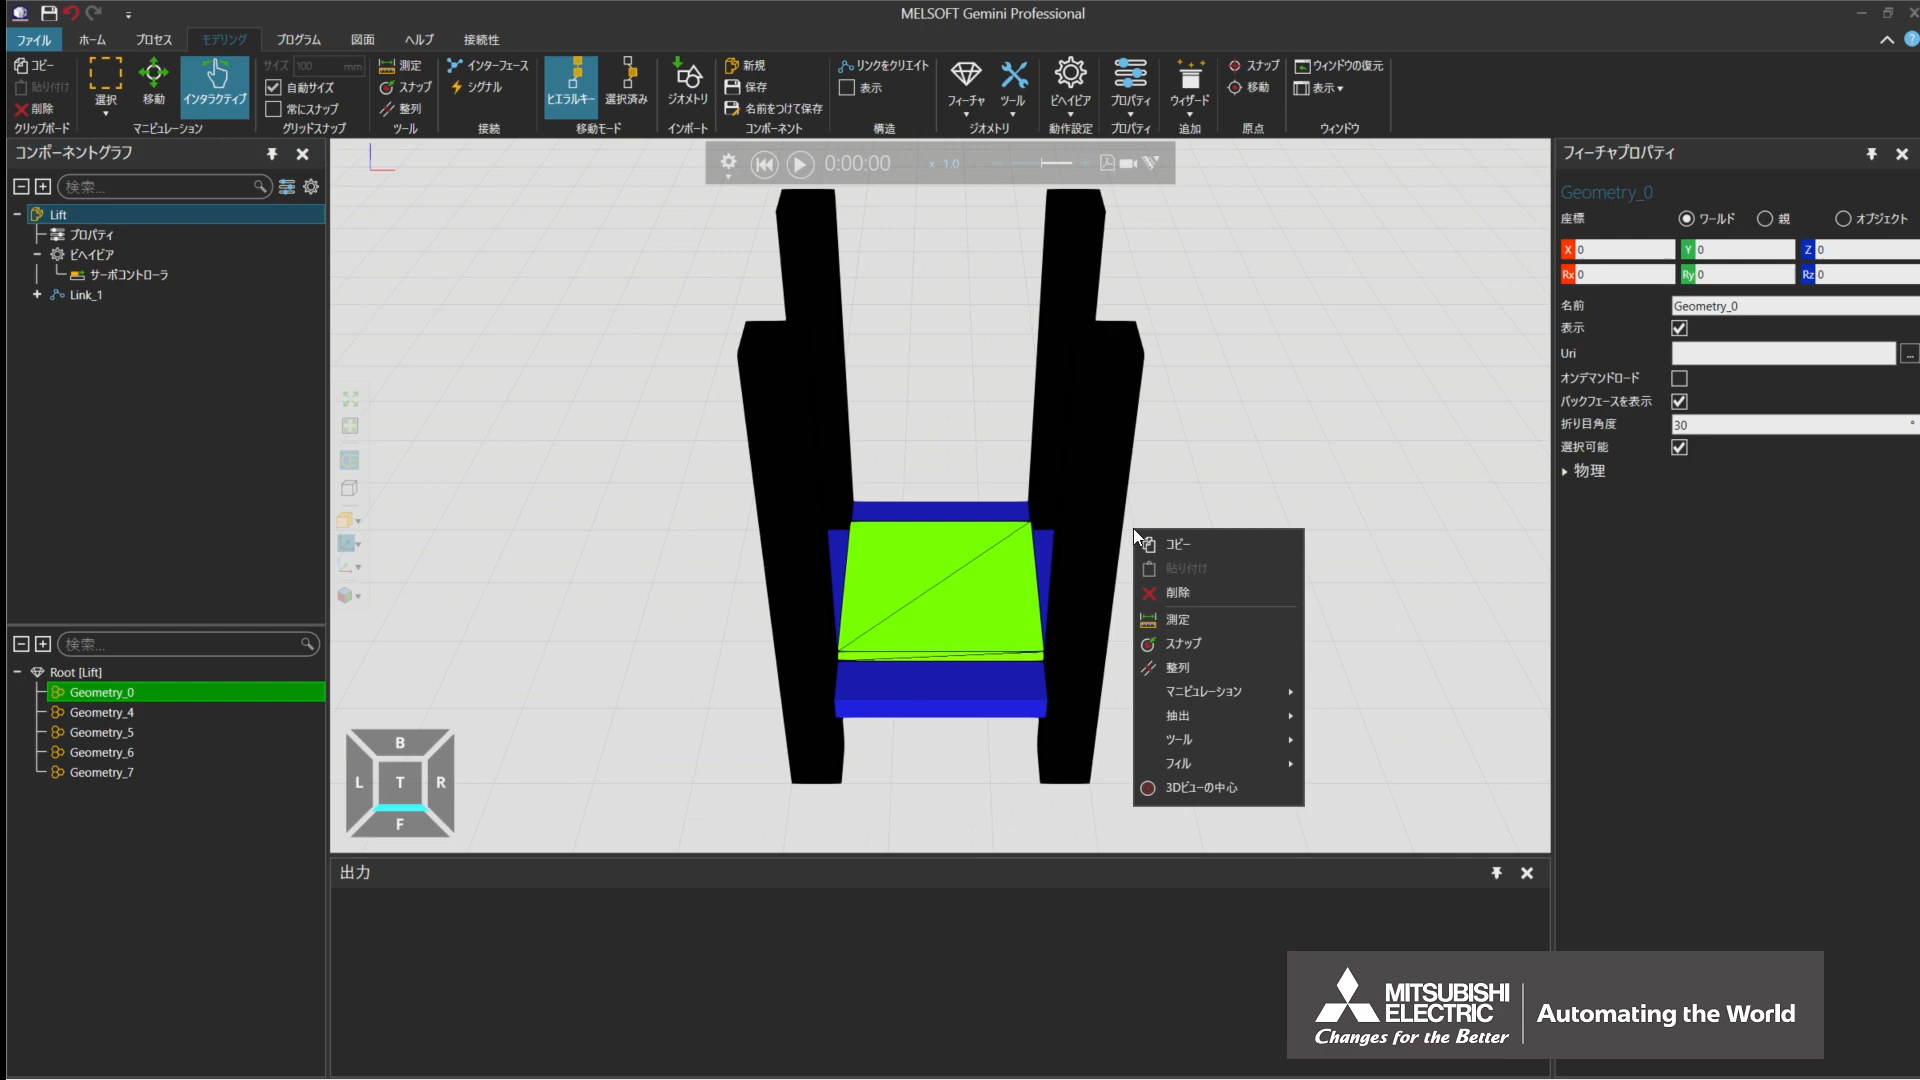 MELSOFT Gemini Professional
ファイル ホーム プロセス モデリング プログラム 図面 ヘルプ 接続性
コピー
貼り付け
削除
クリップボード
選択
移動
インタラクティブ
マニピュレーション
サイズ 100 mm
自動サイズ
常にスナップ
グリッドスナップ
測定
スナップ
整列
ツール
インターフェース
シグナル
接続
ヒエラルキー
選択済み
移動モード
ジオメトリ
インポート
新規
保存
名前をつけて保存
コンポーネント
リンクをクリエイト
表示
構造
フィーチャ
ツール
ジオメトリ
ビヘイビア
動作設定
プロパティ
プロパティ
ウィザード
追加
スナップ
移動
原点
ウィンドウの復元
表示
ウィンドウ
コンポーネントグラフ
検索...
Lift
プロパティ
ビヘイビア
サーボコントローラ
Link_1
検索...
Root [Lift]
Geometry_0
Geometry_4
Geometry_5
Geometry_6
Geometry_7
0:00:00
x 1.0
B
L T R
F
コピー
貼り付け
削除
測定
スナップ
整列
マニピュレーション
抽出
ツール
フィル
3Dビューの中心
出力
フィーチャプロパティ
Geometry_0
座標 ワールド 親 オブジェクト
X 0 Y 0 Z 0
Rx 0 Ry 0 Rz 0
名前 Geometry_0
表示
Uri ...
オンデマンドロード
バックフェースを表示
折り目角度 30 °
選択可能
物理
MITSUBISHI
ELECTRIC
Changes for the Better
Automating the World